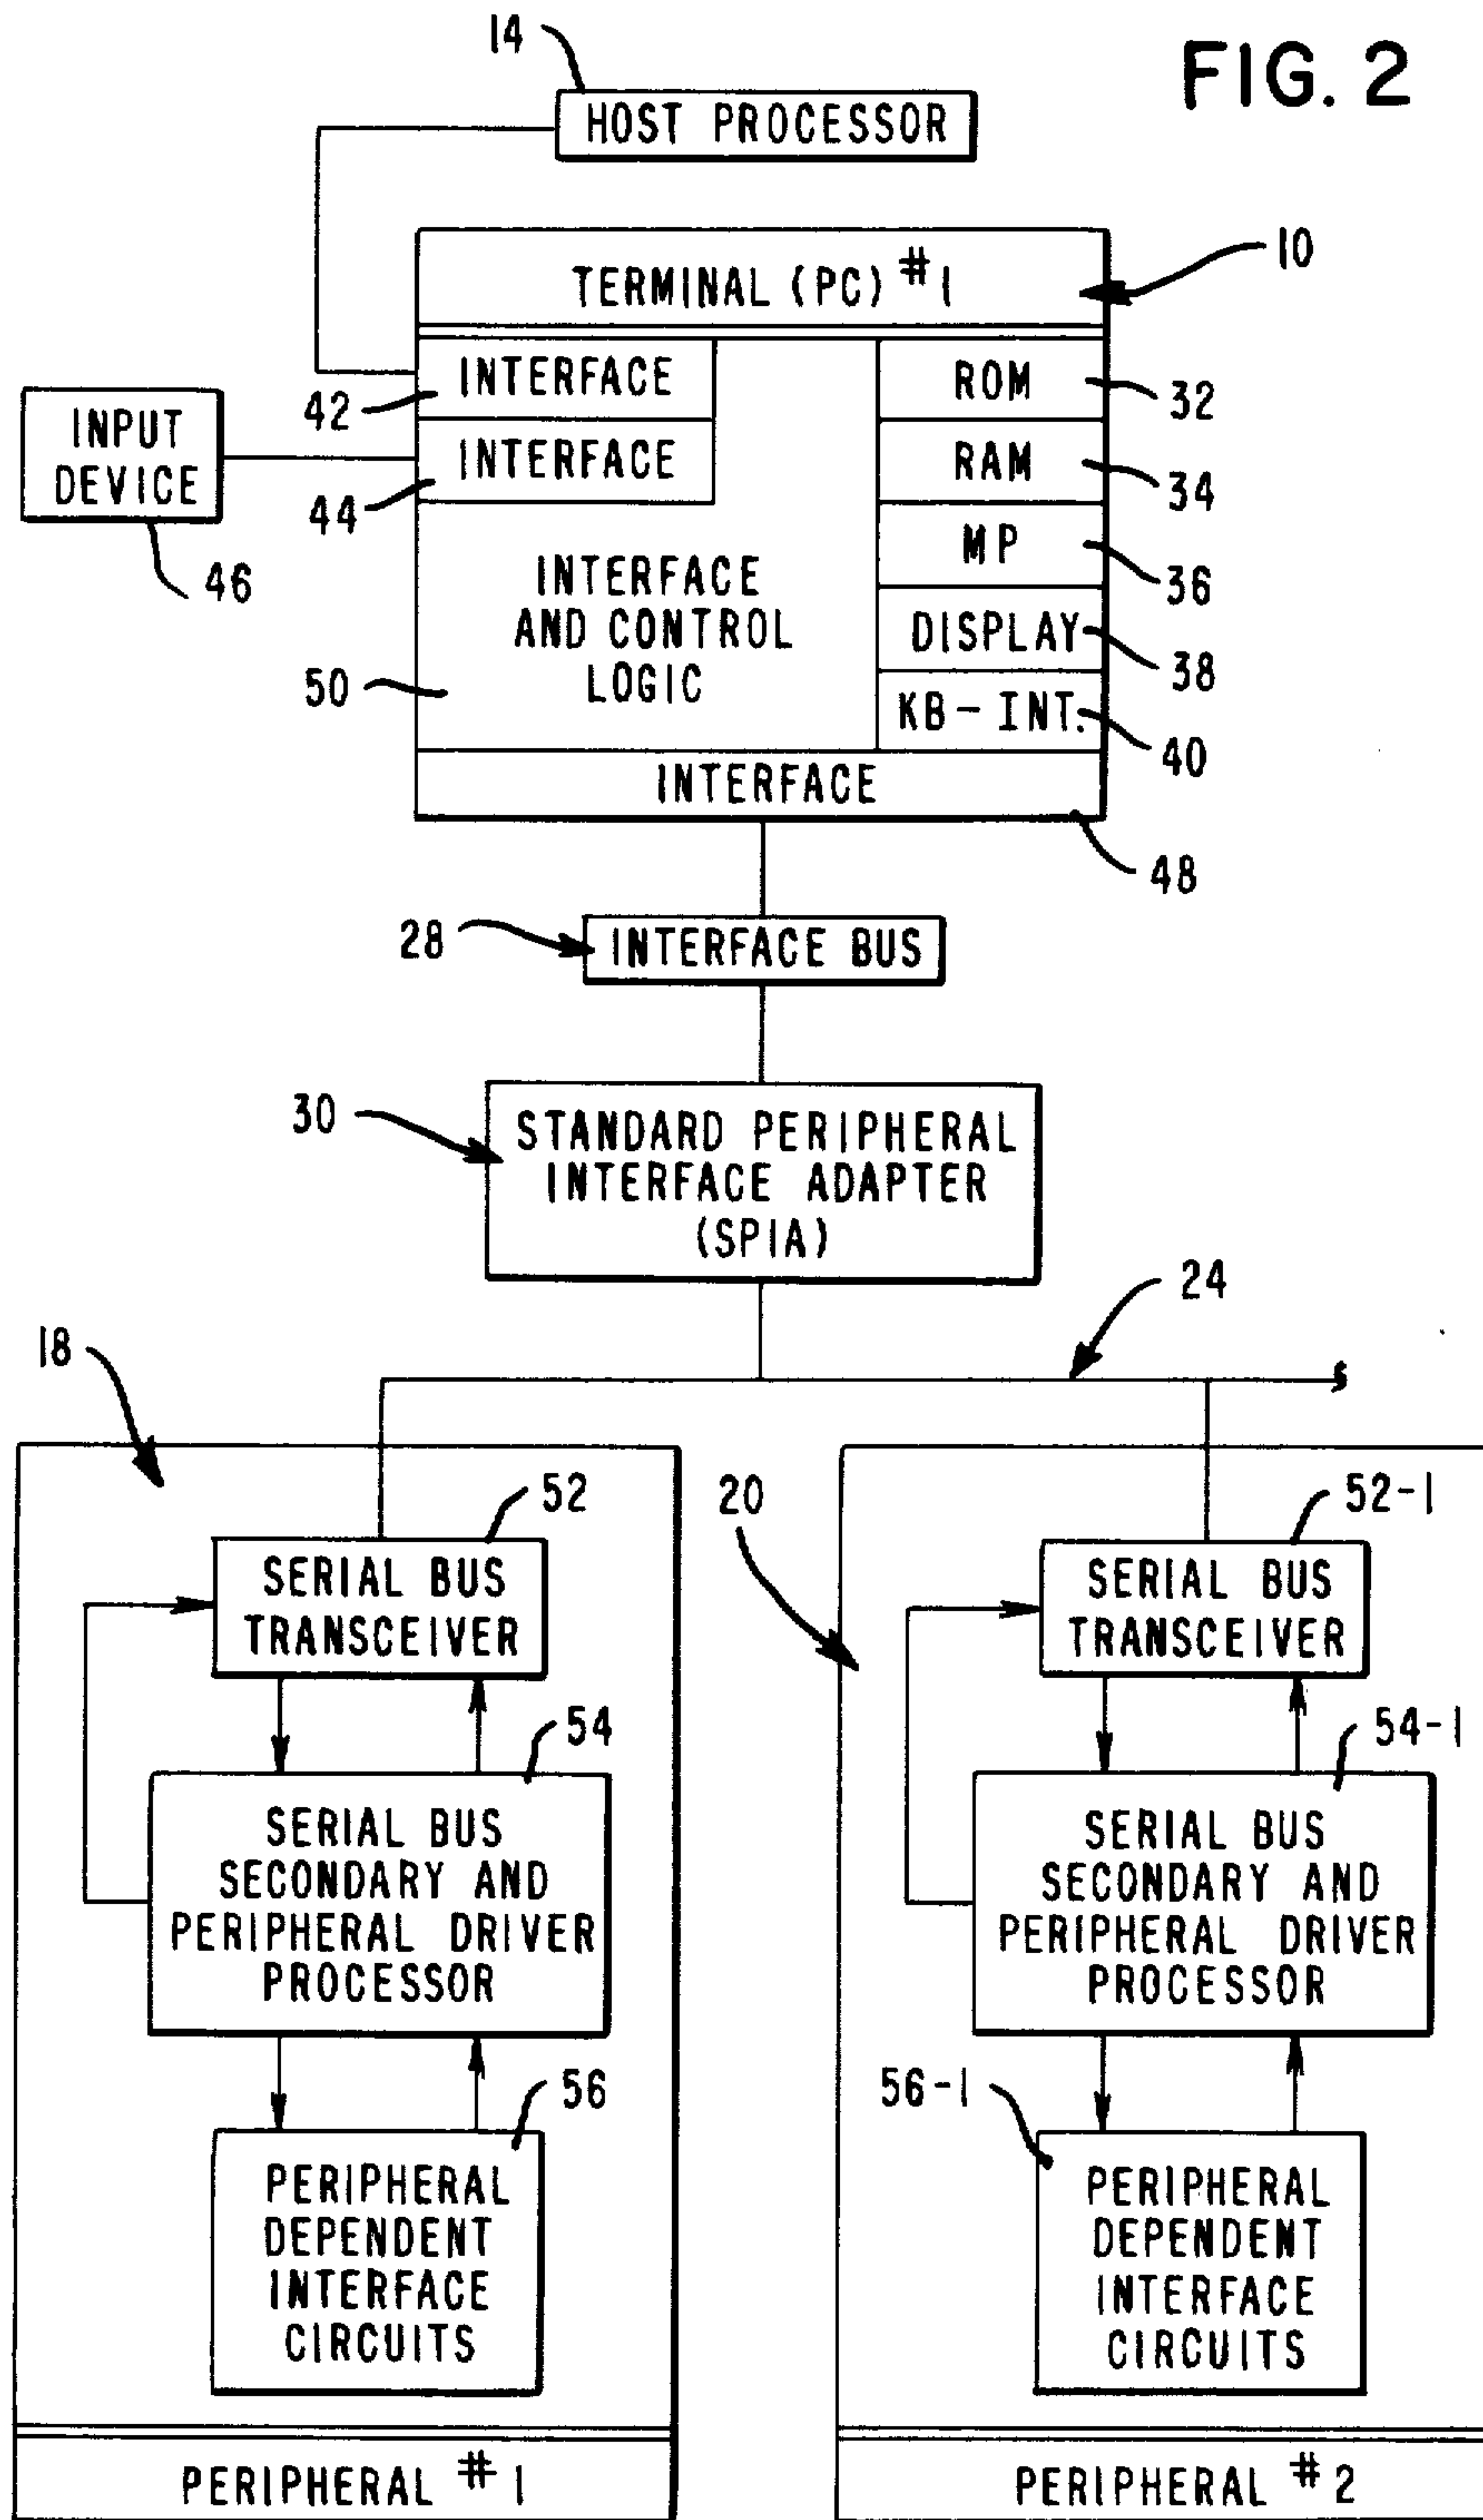 FIG. 2
14
HOST PROCESSOR
TERMINAL (PC) #1
10
INTERFACE
42
INTERFACE
44
INPUT
DEVICE
46
ROM
32
RAM
34
MP
36
DISPLAY
38
KB-INT.
40
INTERFACE
AND CONTROL
LOGIC
50
INTERFACE
48
28
INTERFACE BUS
30
STANDARD PERIPHERAL
INTERFACE ADAPTER
(SPIA)
24
18
52
SERIAL BUS
TRANSCEIVER
54
SERIAL BUS
SECONDARY AND
PERIPHERAL DRIVER
PROCESSOR
56
PERIPHERAL
DEPENDENT
INTERFACE
CIRCUITS
PERIPHERAL #1
20
52-1
SERIAL BUS
TRANSCEIVER
54-1
SERIAL BUS
SECONDARY AND
PERIPHERAL DRIVER
PROCESSOR
56-1
PERIPHERAL
DEPENDENT
INTERFACE
CIRCUITS
PERIPHERAL #2